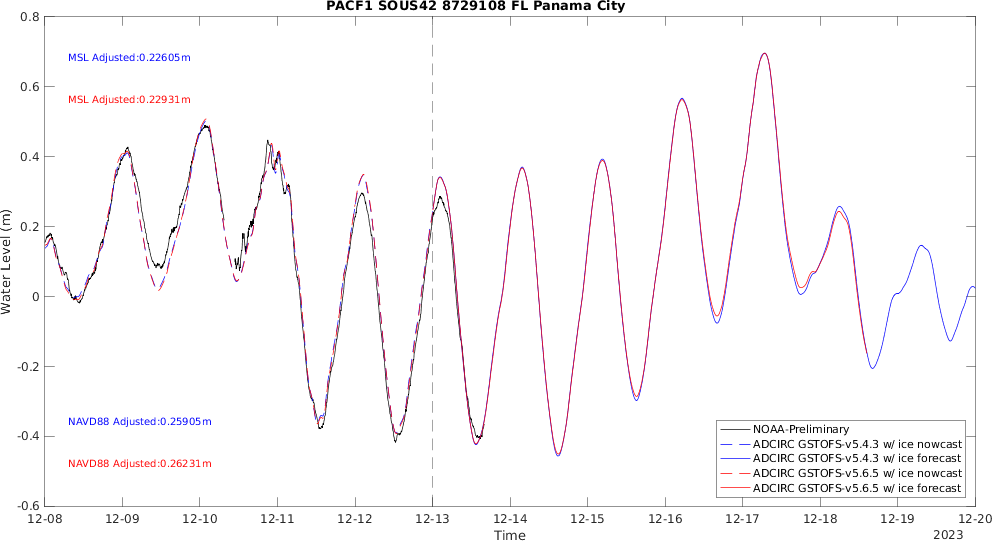 PACF1 SOUS42 8729108 FL Panama City
0.8
0.6
0.4
0.2
0
-0.2
-0.4
-0.6
Water Level (m)
MSL Adjusted:0.22605m
MSL Adjusted:0.22931m
NAVD88 Adjusted:0.25905m
NAVD88 Adjusted:0.26231m
NOAA-Preliminary
ADCIRC GSTOFS-v5.4.3 w/ ice nowcast
ADCIRC GSTOFS-v5.4.3 w/ ice forecast
ADCIRC GSTOFS-v5.6.5 w/ ice nowcast
ADCIRC GSTOFS-v5.6.5 w/ ice forecast
12-08 12-09 12-10 12-11 12-12 12-13 12-14 12-15 12-16 12-17 12-18 12-19 12-20
Time
2023